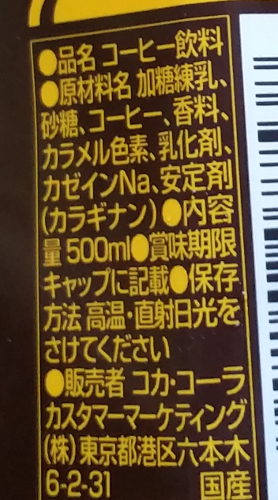 ●品名 コーヒー飲料
●原材料名 加糖練乳、
砂糖、コーヒー、香料、
カラメル色素、乳化剤、
カゼインNa、安定剤
(カラギナン)●内容
量 500ml●賞味期限
キャップに記載●保存
方法 高温・直射日光を
さけてください
●販売者 コカ・コーラ
カスタマーマーケティング
(株)東京都港区六本木
6-2-31 国産